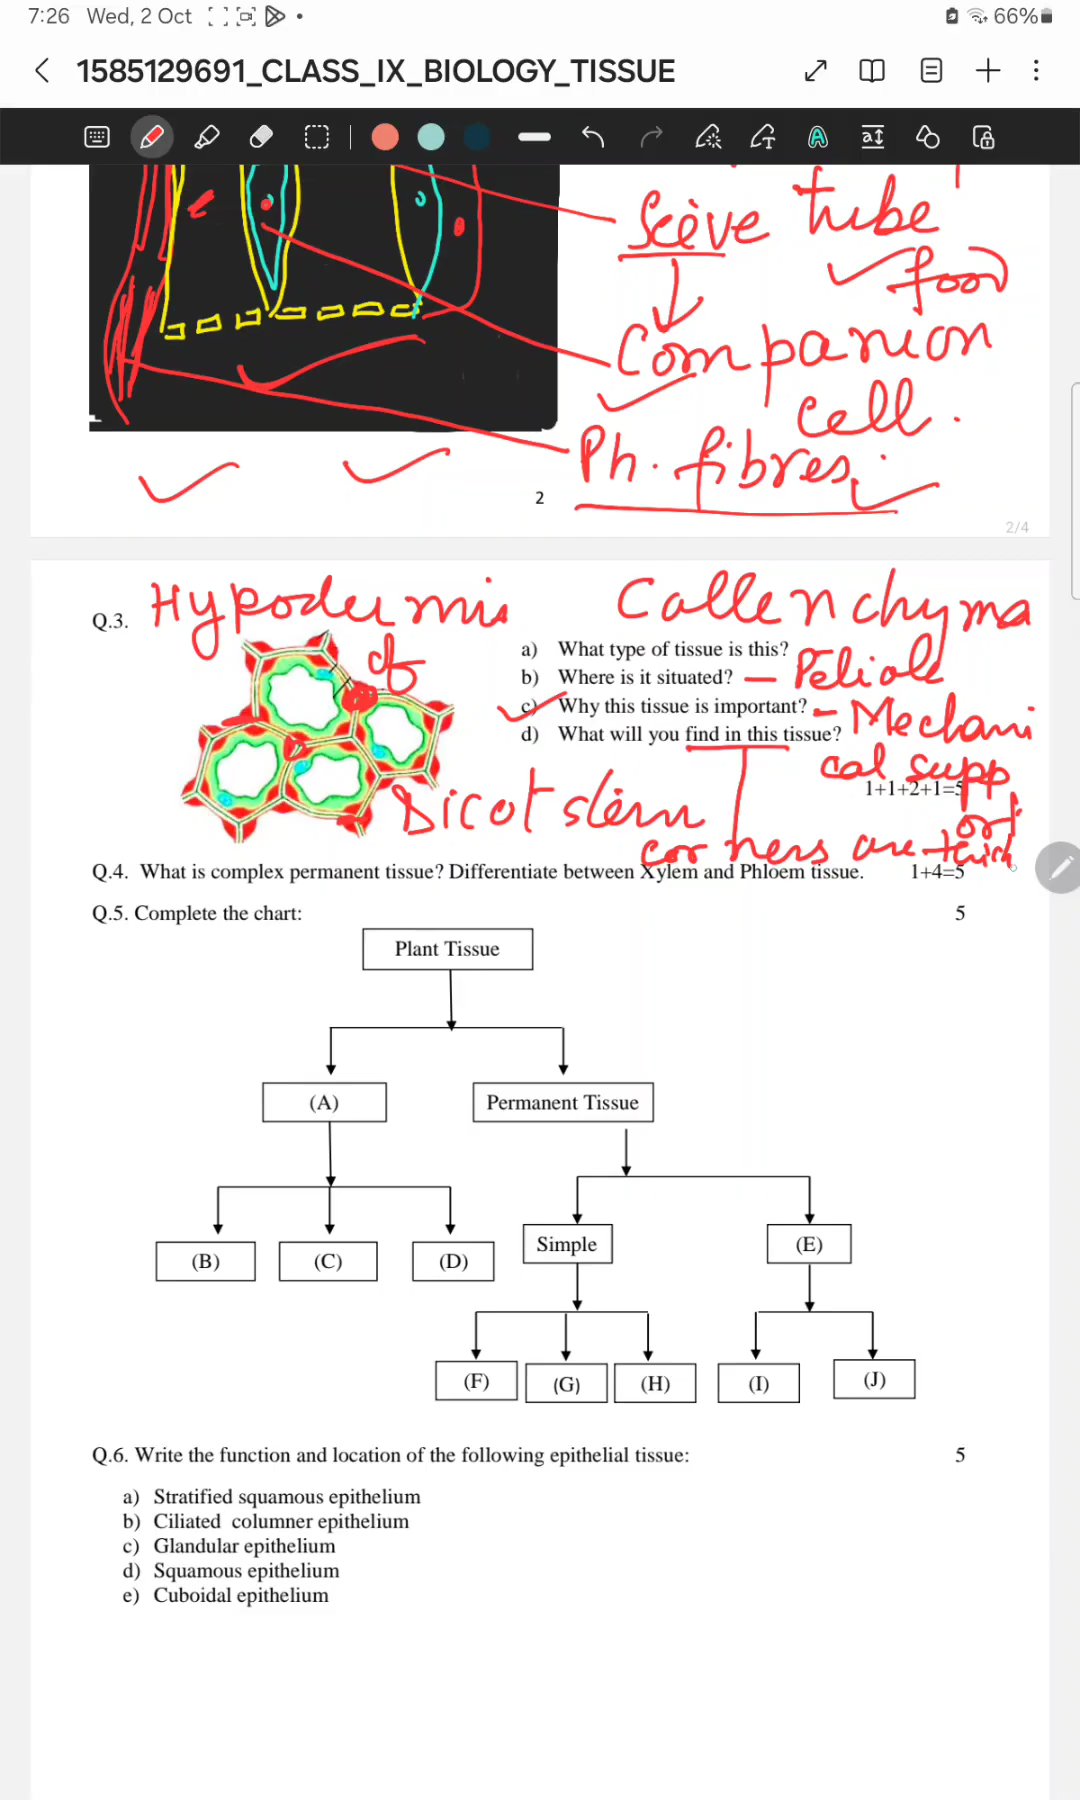 7:26 Wed, 2 Oct
66%
1585129691_CLASS_IX_BIOLOGY_TISSUE
Seive tube
food
Companion
cell.
Ph. fibres
2
2/4
Hypodermis
Collenchyma
Q.3.
of
a) What type of tissue is this?
b) Where is it situated? — Petiole
c) Why this tissue is important? - Mechani
d) What will you find in this tissue?
cal supp
ort
1+1+2+1=5
Dicot stem
corners are thick
Q.4. What is complex permanent tissue? Differentiate between Xylem and Phloem tissue. 1+4=5
Q.5. Complete the chart: 5
Plant Tissue
(A) Permanent Tissue
Simple (E)
(B) (C) (D)
(F) (G) (H) (I) (J)
Q.6. Write the function and location of the following epithelial tissue: 5
a) Stratified squamous epithelium
b) Ciliated columner epithelium
c) Glandular epithelium
d) Squamous epithelium
e) Cuboidal epithelium